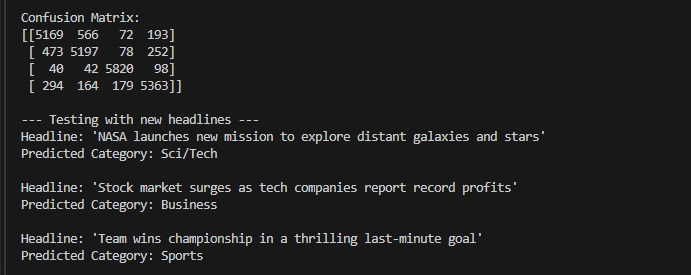 Confusion Matrix:
[[5169  566   72  193]
 [ 473 5197   78  252]
 [  40   42 5820   98]
 [ 294  164  179 5363]]
--- Testing with new headlines ---
Headline: 'NASA launches new mission to explore distant galaxies and stars'
Predicted Category: Sci/Tech
Headline: 'Stock market surges as tech companies report record profits'
Predicted Category: Business
Headline: 'Team wins championship in a thrilling last-minute goal'
Predicted Category: Sports